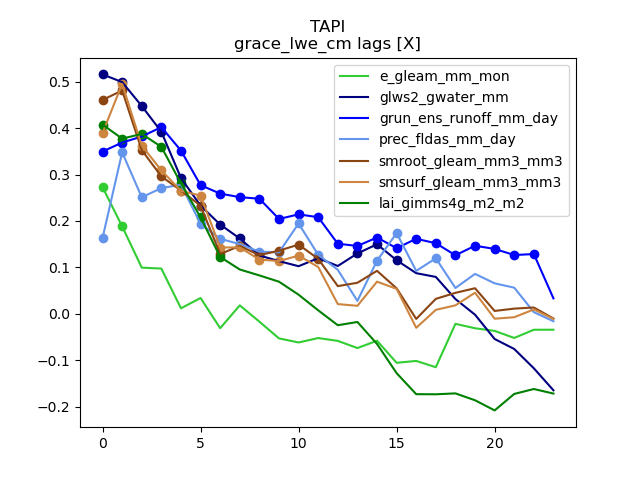 TAPI
grace_lwe_cm lags [X]
e_gleam_mm_mon
glws2_gwater_mm
grun_ens_runoff_mm_day
prec_fldas_mm_day
smroot_gleam_mm3_mm3
smsurf_gleam_mm3_mm3
lai_gimms4g_m2_m2
0.5
0.4
0.3
0.2
0.1
0.0
−0.1
−0.2
0 5 10 15 20